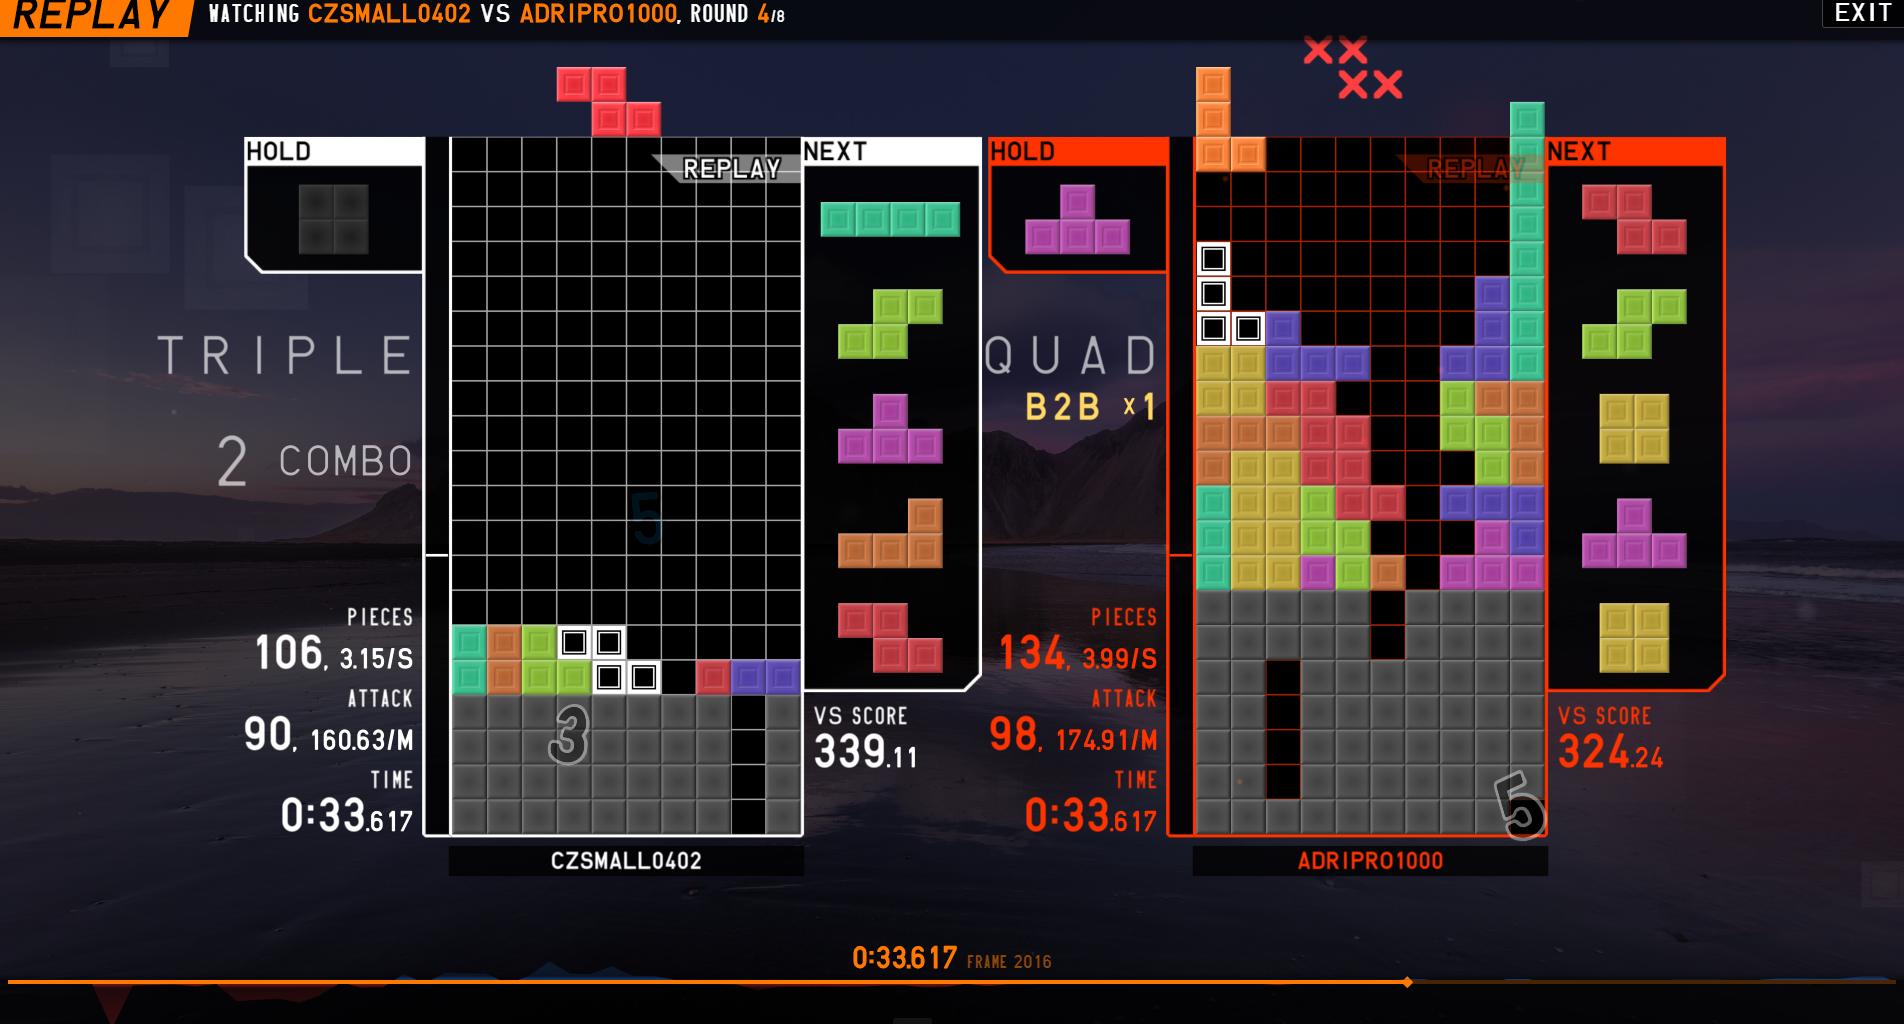 REPLAY WATCHING CZSMALL0402 VS ADRIPRO1000, ROUND 4/8 EXIT
HOLD
NEXT
HOLD
NEXT
REPLAY
REPLAY
TRIPLE
2 COMBO
QUAD
B2B x1
5
3
5
PIECES
106, 3.15/S
ATTACK
90, 160.63/M
TIME
0:33.617
VS SCORE
339.11
PIECES
134, 3.99/S
ATTACK
98, 174.91/M
TIME
0:33.617
VS SCORE
324.24
CZSMALL0402
ADRIPRO1000
0:33.617 FRAME 2016